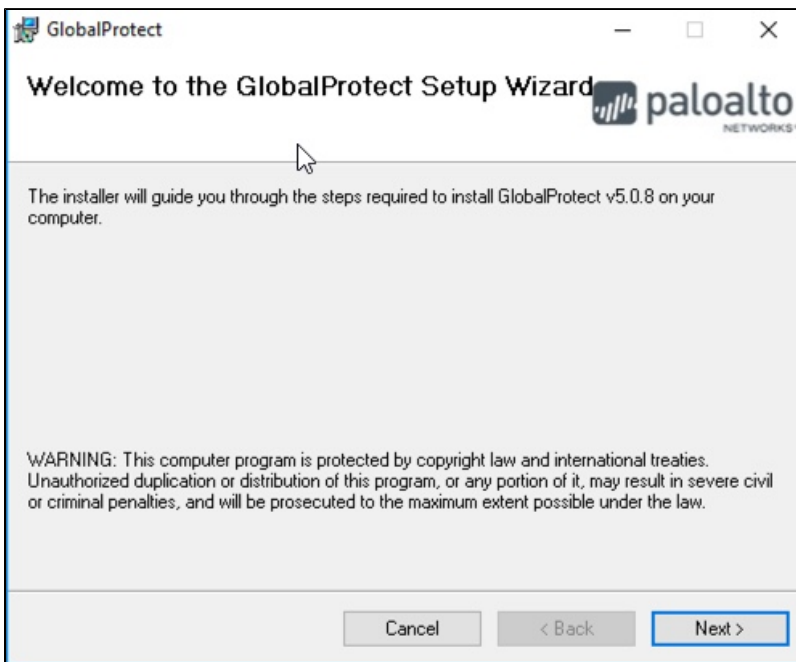 GlobalProtect
Welcome to the GlobalProtect Setup Wizard
paloalto
NETWORKS
The installer will guide you through the steps required to install GlobalProtect v5.0.8 on your
computer.
WARNING: This computer program is protected by copyright law and international treaties.
Unauthorized duplication or distribution of this program, or any portion of it, may result in severe civil
or criminal penalties, and will be prosecuted to the maximum extent possible under the law.
Cancel
< Back
Next >